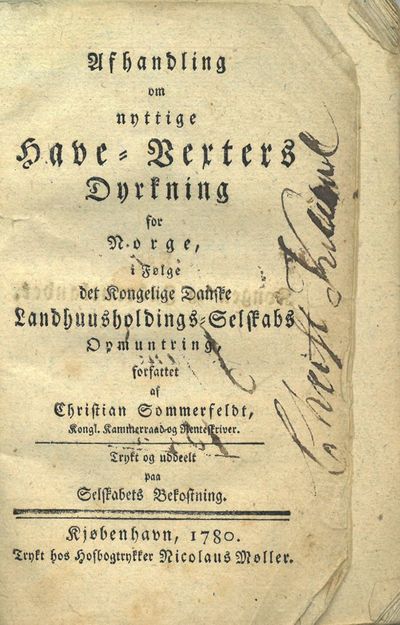 Afhandling
om
nyttige
Have-Vexters
Dyrkning
for
Norge,
i Følge
det Kongelige Danske
Landhuusholdings-Selskabs
Opmuntring,
forfattet
af
Christian Sommerfeldt,
Kongl. Kammerraad og Renteskriver.
Trykt og uddeelt
paa
Selskabets Bekostning.
Kjøbenhavn, 1780.
Trykt hos Hofbogtrykker Nicolaus Møller.